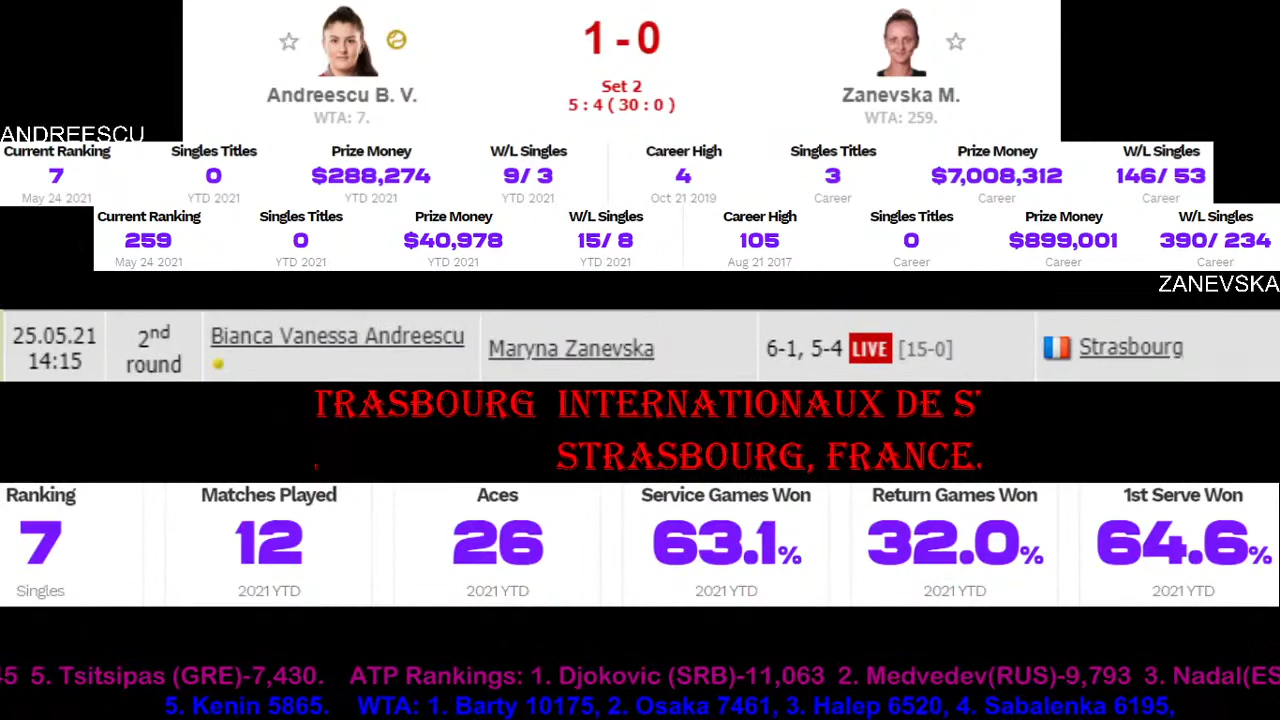 1 - 0
Set 2
5 : 4 ( 30 : 0 )
Andreescu B. V.
WTA: 7.
Zanevska M.
WTA: 259.
ANDREESCU
Current Ranking Singles Titles Prize Money W/L Singles Career High Singles Titles Prize Money W/L Singles
7 0 $288,274 9/ 3 4 3 $7,008,312 146/ 53
May 24 2021 YTD 2021 YTD 2021 YTD 2021 Oct 21 2019 Career Career Career
Current Ranking Singles Titles Prize Money W/L Singles Career High Singles Titles Prize Money W/L Singles
259 0 $40,978 15/ 8 105 0 $899,001 390/ 234
May 24 2021 YTD 2021 YTD 2021 YTD 2021 Aug 21 2017 Career Career Career
ZANEVSKA
25.05.21 14:15 2nd round Bianca Vanessa Andreescu Maryna Zanevska 6-1, 5-4 LIVE [15-0] Strasbourg
TRASBOURG INTERNATIONAUX DE S
STRASBOURG, FRANCE.
Ranking Matches Played Aces Service Games Won Return Games Won 1st Serve Won
7 12 26 63.1% 32.0% 64.6%
Singles 2021 YTD 2021 YTD 2021 YTD 2021 YTD 2021 YTD
45 5. Tsitsipas (GRE)-7,430. ATP Rankings: 1. Djokovic (SRB)-11,063 2. Medvedev(RUS)-9,793 3. Nadal(ES
5. Kenin 5865. WTA: 1. Barty 10175, 2. Osaka 7461, 3. Halep 6520, 4. Sabalenka 6195,